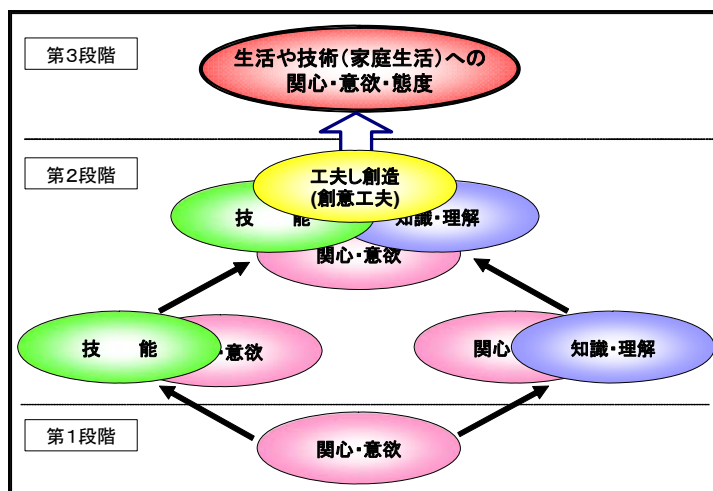 第3段階
生活や技術(家庭生活)への
関心・意欲・態度
第2段階
工夫し創造
(創意工夫)
技　能
知識・理解
関心・意欲
技　能
・意欲
関心・
知識・理解
第1段階
関心・意欲